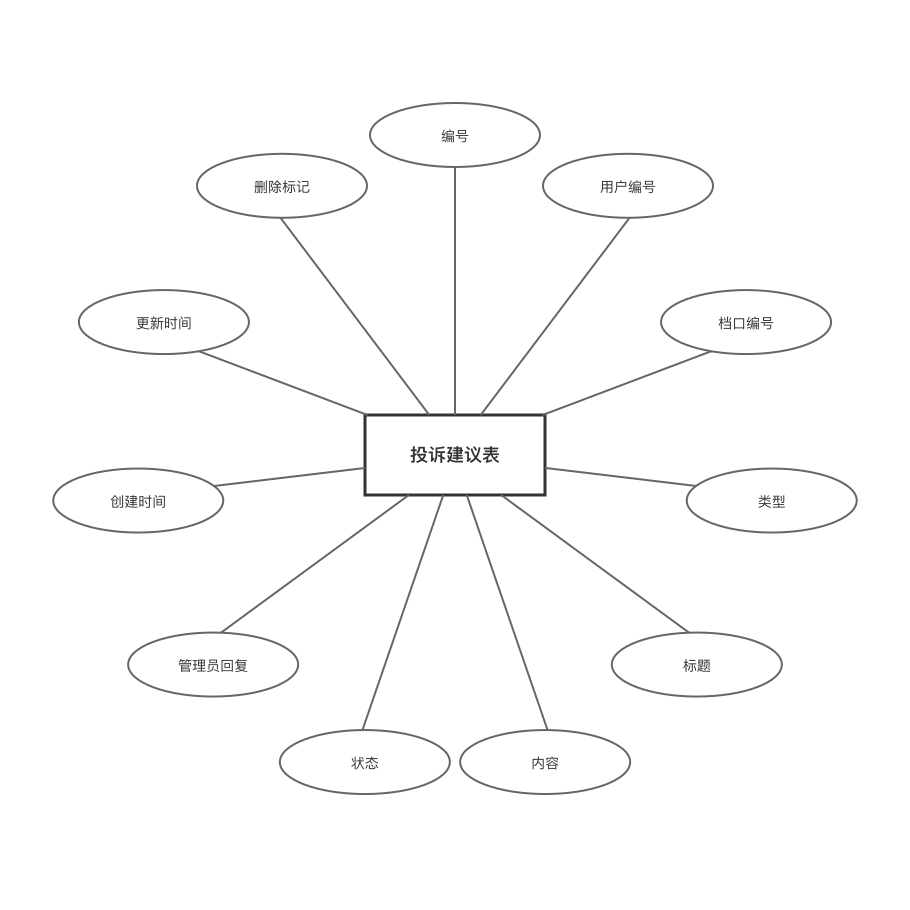 编号
删除标记
用户编号
更新时间
档口编号
投诉建议表
创建时间
类型
管理员回复
标题
状态
内容